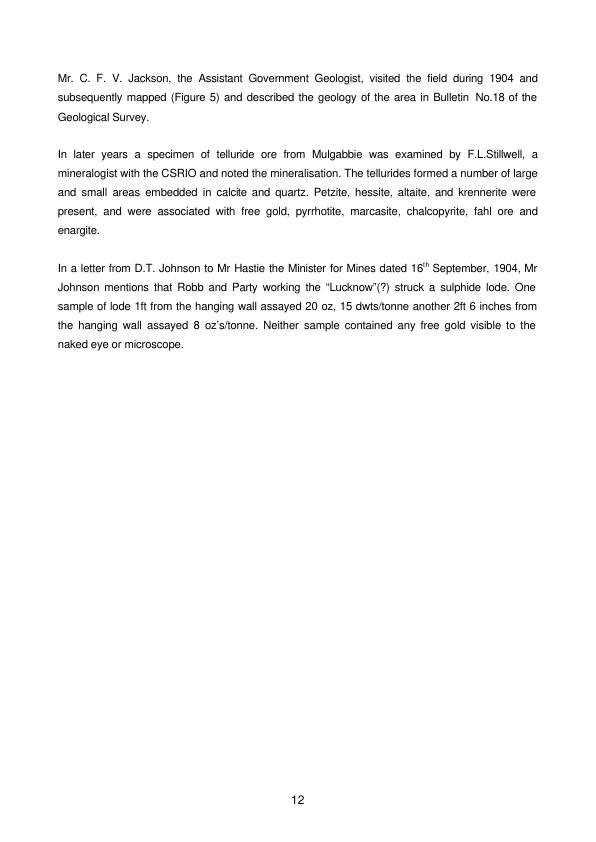 Mr. C. F. V. Jackson, the Assistant Government Geologist, visited the field during 1904 and
subsequently mapped (Figure 5) and described the geology of the area in Bulletin No.18 of the
Geological Survey.
In later years a specimen of telluride ore from Mulgabbie was examined by F.L.Stillwell, a
mineralogist with the CSRIO and noted the mineralisation. The tellurides formed a number of large
and small areas embedded in calcite and quartz. Petzite, hessite, altaite, and krennerite were
present, and were associated with free gold, pyrrhotite, marcasite, chalcopyrite, fahl ore and
enargite.
In a letter from D.T. Johnson to Mr Hastie the Minister for Mines dated 16th September, 1904, Mr
Johnson mentions that Robb and Party working the “Lucknow”(?) struck a sulphide lode. One
sample of lode 1ft from the hanging wall assayed 20 oz, 15 dwts/tonne another 2ft 6 inches from
the hanging wall assayed 8 oz’s/tonne. Neither sample contained any free gold visible to the
naked eye or microscope.
12